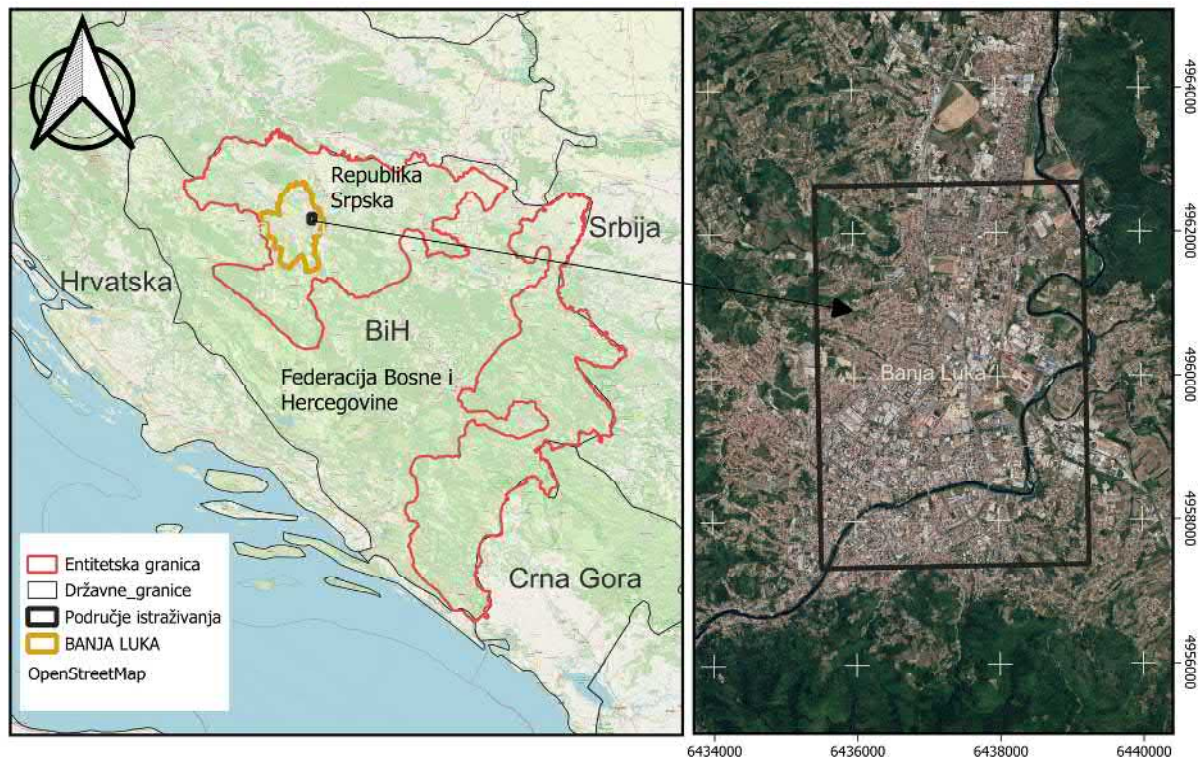 Republika
Srpska
Srbija
Hrvatska
BiH
Federacija Bosne i
Hercegovine
Crna Gora
Entitetska granica
Državne_granice
Područje istraživanja
BANJA LUKA
OpenStreetMap
Banja Luka
4964000
4962000
4960000
4958000
4956000
6434000
6436000
6438000
6440000